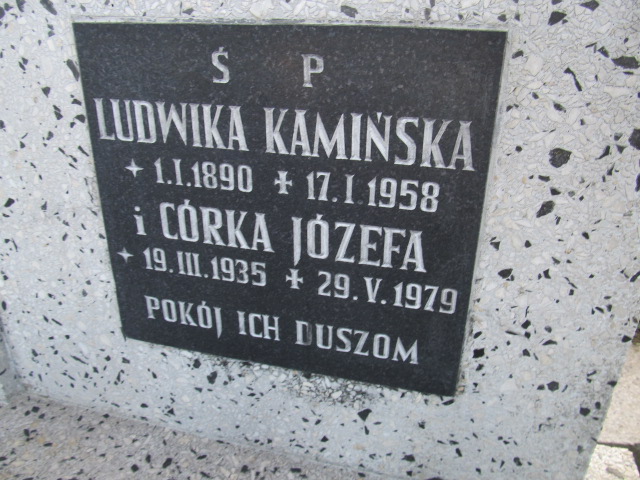 Ś P
LUDWIKA KAMIŃSKA
✦ 1.I.1890 ✚ 17.I.1958
i CÓRKA JÓZEFA
✦ 19.III.1935 ✚ 29.V.1979
POKÓJ ICH DUSZOM